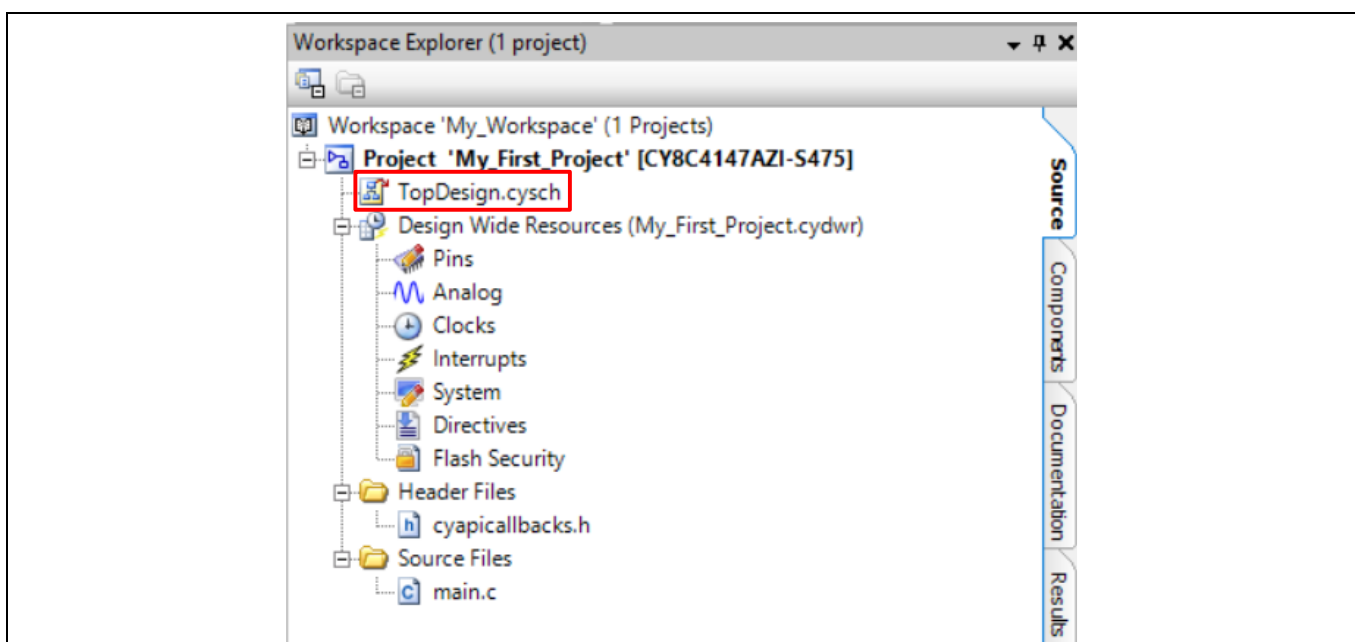 Workspace Explorer (1 project)
Workspace 'My_Workspace' (1 Projects)
Project 'My_First_Project' [CY8C4147AZI-S475]
TopDesign.cysch
Design Wide Resources (My_First_Project.cydwr)
Pins
Analog
Clocks
Interrupts
System
Directives
Flash Security
Header Files
h cyapicallbacks.h
Source Files
c main.c
Source
Components
Documentation
Results